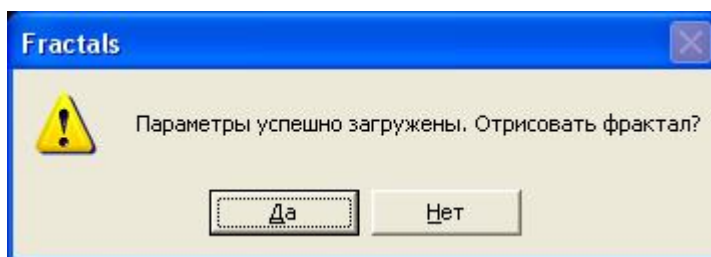 Fractals
Параметры успешно загружены. Отрисовать фрактал?
Да
Нет